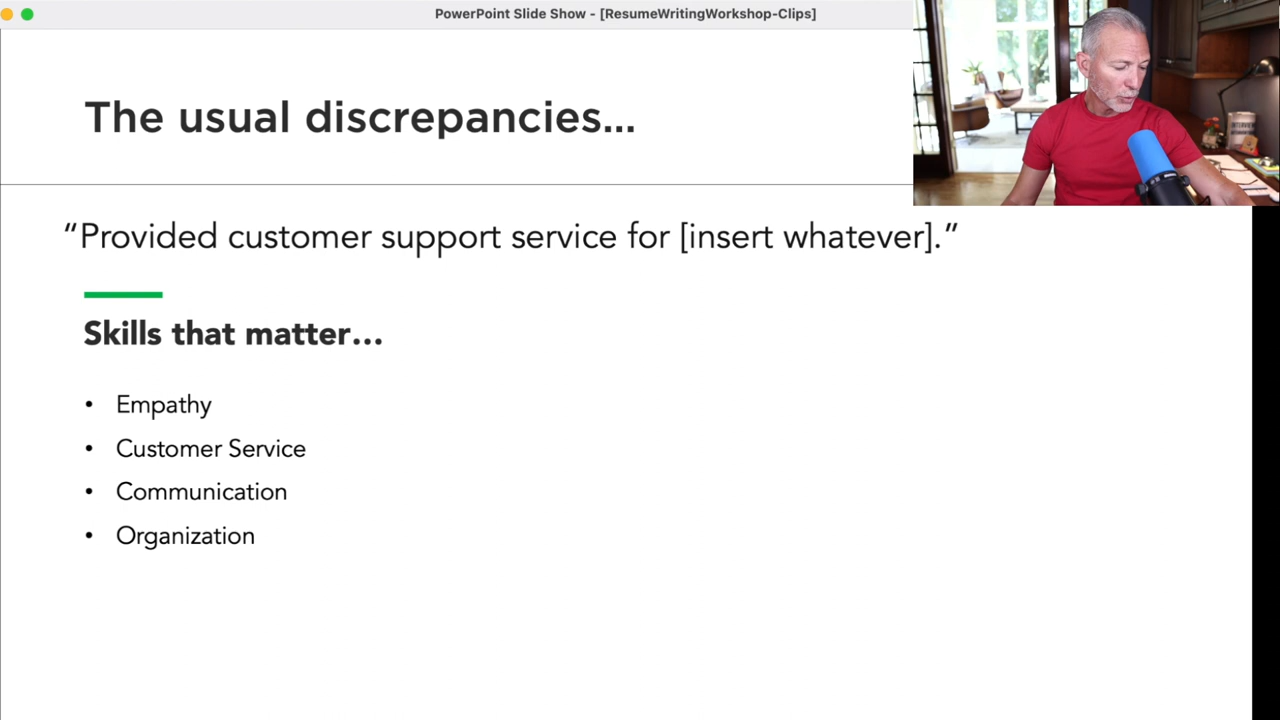 PowerPoint Slide Show - [ResumeWritingWorkshop-Clips]
The usual discrepancies...
“Provided customer support service for [insert whatever].”
Skills that matter...
• Empathy
• Customer Service
• Communication
• Organization